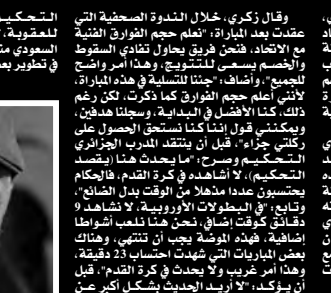 وقال زكري، خلال الندوة الصحفية التي
عقدت بعد المباراة: "نعلم حجم الفوارق الفنية
مع الاتحاد، فنحن فريق يحاول تفادي السقوط
والخصم يسعى للتتويج، وهذا أمر واضح
للجميع"، وأضاف: "جئنا للتسلية في هذه المباراة،
لأنني أعلم حجم الفوارق كما ذكرت، لكن رغم
ذلك، كنا الأفضل في البداية، وسجلنا هدفين،
ويمكنني قول إننا كنا نستحق الحصول على
ركلتي جزاء"، قبل أن ينتقد المدرب الجزائري
التحكيم وصرح: "ما يحدث هنا (يقصد
التحكيم)، لا أشاهده في كرة القدم، فالحكام
يحتسبون عددا مذهلا من الوقت بدل الضائع"،
وتابع: "في البطولات الأوروبية، لا نشاهد 9
دقائق كوقت إضافي، نحن هنا نلعب أشواطا
إضافية، فهذه الموضة يجب أن تنتهي، وهناك
بعض المباريات التي شهدت احتساب 23 دقيقة،
وهذا أمر غريب ولا يحدث في كرة القدم"، قبل
أن يؤكد: "لا أريد الحديث بشكل أكبر عن
التحكيم
للعقوبة، ل
السعودي من
في تطوير بعض